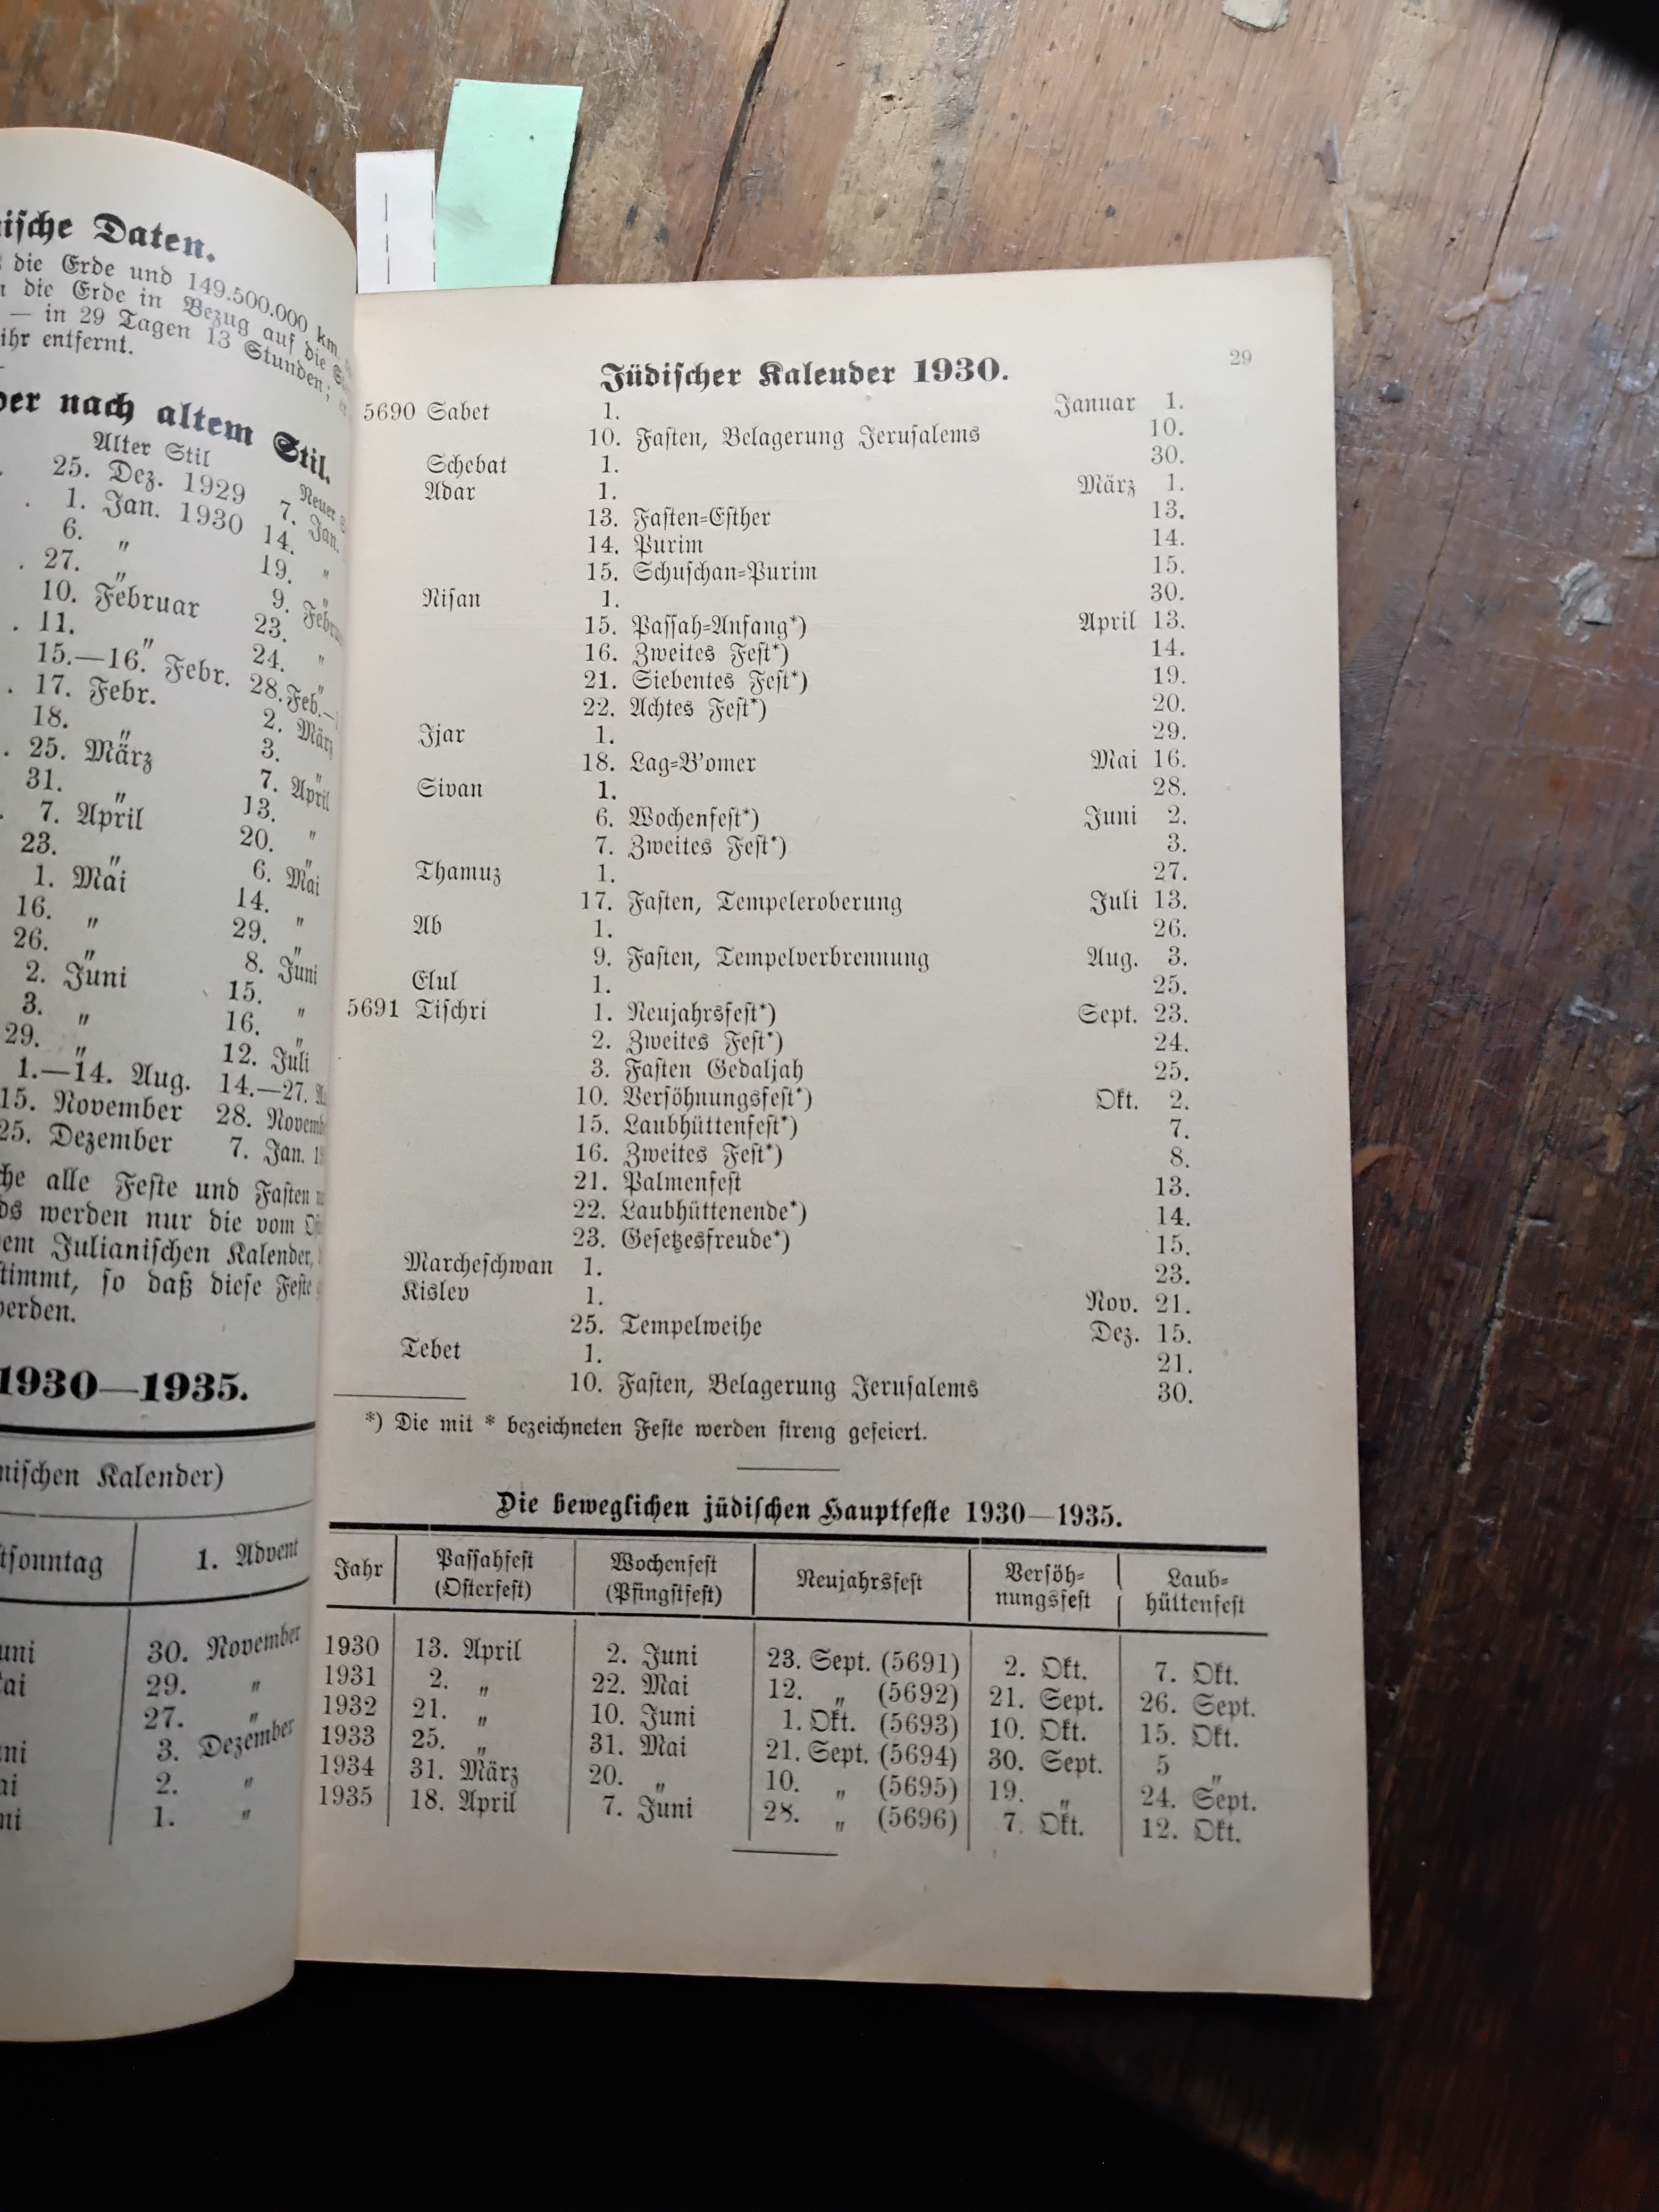 ische Daten.
die Erde und 149.500.000 km.
die Erde in Bezug auf die
— in 29 Tagen 13 Stunden;
ihr entfernt.
er nach altem Stil.
Alter Stil Neuer
25. Dez. 1929 7. Jan.
1. Jan. 1930 14. "
6. " 19. "
27. " 9. Febru
10. Februar 23. "
11. " 24. "
15.—16. Febr. 28. Feb.—
17. Febr. 2. März
18. " 3. "
25. März 7. April
31. " 13. "
7. April 20. "
23. " 6. Mai
1. Mai 14. "
16. " 29. "
26. " 8. Juni
2. Juni 15. "
3. " 16. "
29. " 12. Juli
1.—14. Aug. 14.—27.
15. November 28. Novemb
25. Dezember 7. Jan.
che alle Feste und Fasten
ds werden nur die vom
em Julianischen Kalender,
timmt, so daß diese Feste
werden.
1930—1935.
nischen Kalender)
tsonntag 1. Advent
uni 30. November
ai 29. "
27. "
ni 3. Dezember
ai 2. "
ni 1. "
29
Jüdischer Kalender 1930.
5690 Sabet 1. Januar 1.
10. Fasten, Belagerung Jerusalems 10.
Schebat 1. 30.
Adar 1. März 1.
13. Fasten=Esther 13.
14. Purim 14.
15. Schuschan=Purim 15.
Nisan 1. 30.
15. Passah=Anfang*) April 13.
16. Zweites Fest*) 14.
21. Siebentes Fest*) 19.
22. Achtes Fest*) 20.
Ijar 1. 29.
18. Lag=B'omer Mai 16.
Sivan 1. 28.
6. Wochenfest*) Juni 2.
7. Zweites Fest*) 3.
Thamuz 1. 27.
17. Fasten, Tempeleroberung Juli 13.
Ab 1. 26.
9. Fasten, Tempelverbrennung Aug. 3.
Elul 1. 25.
5691 Tischri 1. Neujahrsfest*) Sept. 23.
2. Zweites Fest*) 24.
3. Fasten Gedaljah 25.
10. Versöhnungsfest*) Okt. 2.
15. Laubhüttenfest*) 7.
16. Zweites Fest*) 8.
21. Palmenfest 13.
22. Laubhüttenende*) 14.
23. Gesetzesfreude*) 15.
Marcheschwan 1. 23.
Kislev 1. Nov. 21.
25. Tempelweihe Dez. 15.
Tebet 1. 21.
10. Fasten, Belagerung Jerusalems 30.
*) Die mit * bezeichneten Feste werden streng gefeiert.
Die beweglichen jüdischen Hauptfeste 1930—1935.
Jahr Passahfest (Osterfest) Wochenfest (Pfingstfest) Neujahrsfest Versöh=nungsfest Laub=hüttenfest
1930 13. April 2. Juni 23. Sept. (5691) 2. Okt. 7. Okt.
1931 2. " 22. Mai 12. " (5692) 21. Sept. 26. Sept.
1932 21. " 10. Juni 1. Okt. (5693) 10. Okt. 15. Okt.
1933 25. " 31. Mai 21. Sept. (5694) 30. Sept. 5 "
1934 31. März 20. " 10. " (5695) 19. " 24. Sept.
1935 18. April 7. Juni 28. " (5696) 7. Okt. 12. Okt.